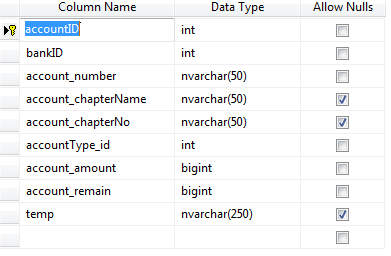 Column Name Data Type Allow Nulls
accountID int
bankID int
account_number nvarchar(50)
account_chapterName nvarchar(50)
account_chapterNo nvarchar(50)
accountType_id int
account_amount bigint
account_remain bigint
temp nvarchar(250)